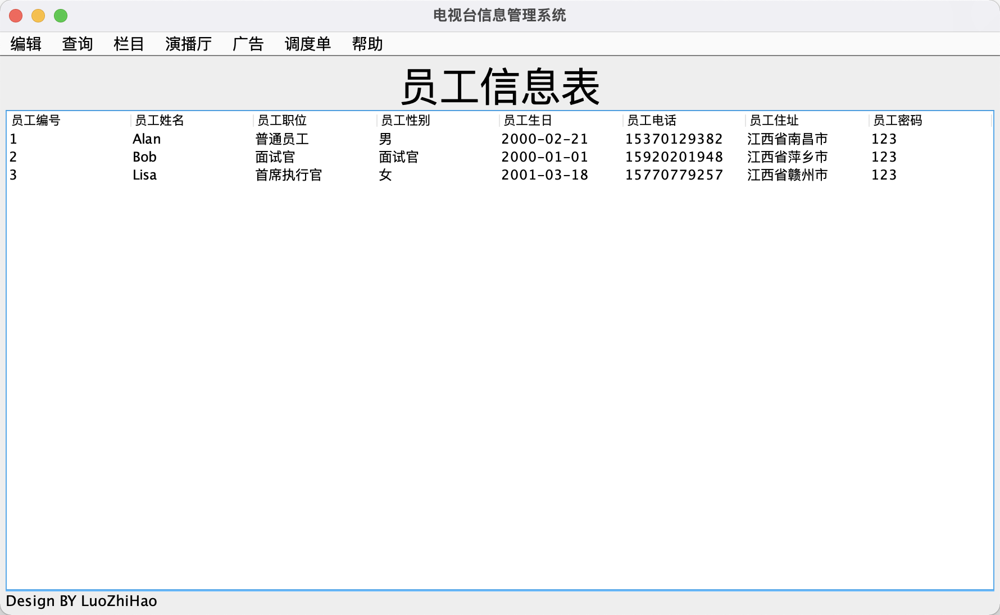 电视台信息管理系统
编辑 查询 栏目 演播厅 广告 调度单 帮助
员工信息表
员工编号 员工姓名 员工职位 员工性别 员工生日 员工电话 员工住址 员工密码
1 Alan 普通员工 男 2000-02-21 15370129382 江西省南昌市 123
2 Bob 面试官 面试官 2000-01-01 15920201948 江西省萍乡市 123
3 Lisa 首席执行官 女 2001-03-18 15770779257 江西省赣州市 123
Design BY LuoZhiHao